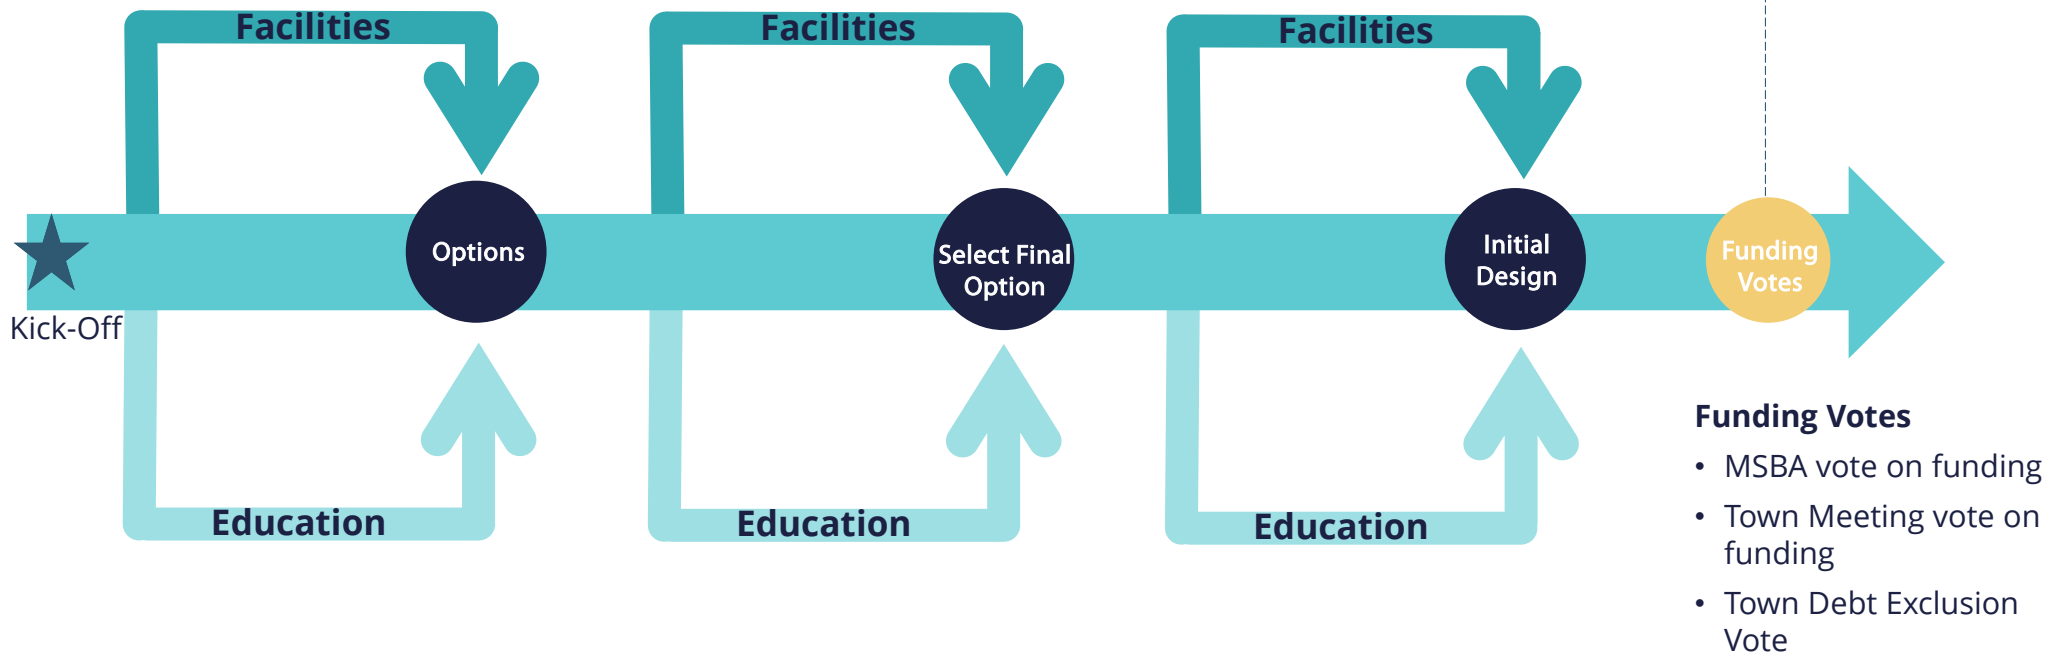 Facilities
Facilities
Facilities
Kick-Off
Options
Select Final
Option
Initial
Design
Funding
Votes
Education
Education
Education
Funding Votes
• MSBA vote on funding
• Town Meeting vote on
funding
• Town Debt Exclusion
Vote